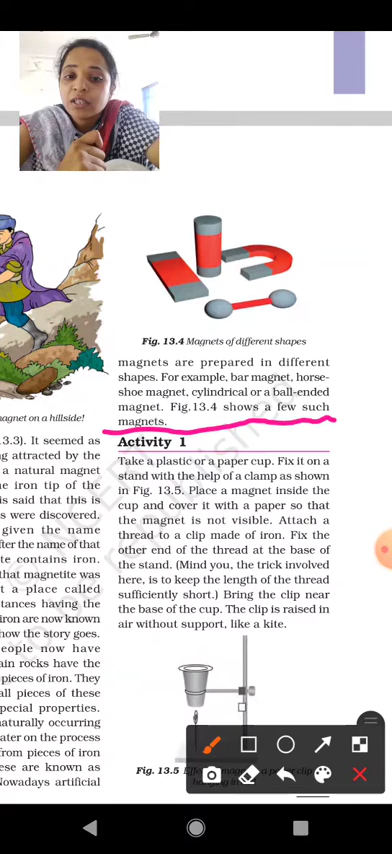 Fig. 13.4 Magnets of different shapes
magnet on a hillside!
magnets are prepared in different
shapes. For example, bar magnet, horse-
shoe magnet, cylindrical or a ball-ended
magnet. Fig.13.4 shows a few such
magnets.
13.3). It seemed as
ng attracted by the
a natural magnet
he iron tip of the
is said that this is
s were discovered.
given the name
fter the name of that
te contains iron.
that magnetite was
t a place called
tances having the
iron are now known
how the story goes.
eople now have
ain rocks have the
pieces of iron. They
all pieces of these
special properties.
naturally occurring
ater on the process
from pieces of iron
ese are known as
Nowadays artificial
Activity 1
Take a plastic or a paper cup. Fix it on a
stand with the help of a clamp as shown
in Fig. 13.5. Place a magnet inside the
cup and cover it with a paper so that
the magnet is not visible. Attach a
thread to a clip made of iron. Fix the
other end of the thread at the base of
the stand. (Mind you, the trick involved
here, is to keep the length of the thread
sufficiently short.) Bring the clip near
the base of the cup. The clip is raised in
air without support, like a kite.
Fig. 13.5